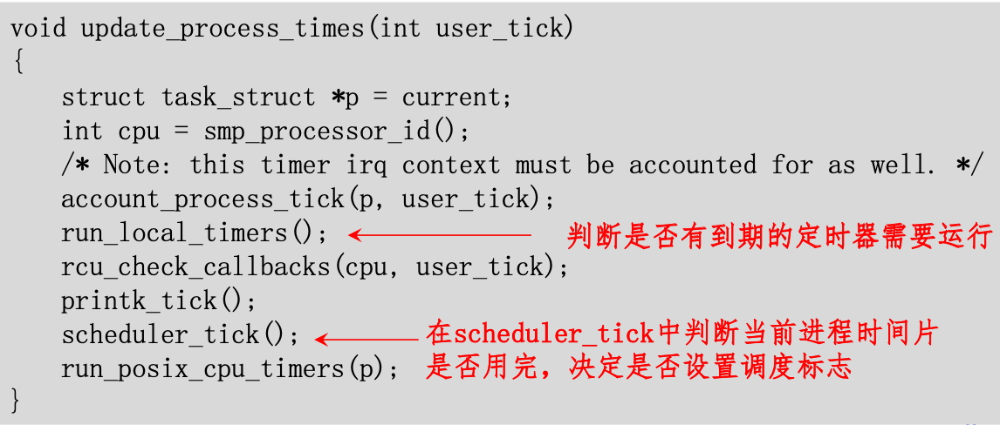 void update_process_times(int user_tick)
{
struct task_struct *p = current;
int cpu = smp_processor_id();
/* Note: this timer irq context must be accounted for as well. */
account_process_tick(p, user_tick);
run_local_timers(); 判断是否有到期的定时器需要运行
rcu_check_callbacks(cpu, user_tick);
printk_tick();
scheduler_tick(); 在scheduler_tick中判断当前进程时间片
run_posix_cpu_timers(p); 是否用完，决定是否设置调度标志
}